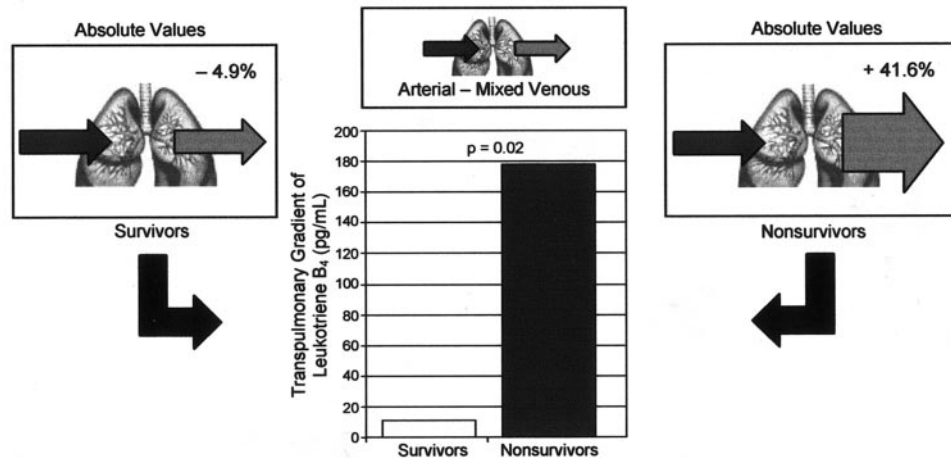 Absolute Values
– 4.9%
Survivors
Arterial – Mixed Venous
Absolute Values
+ 41.6%
Nonsurvivors
Transpulmonary Gradient of
Leukotriene B₄ (pg/mL)
200
180
160
140
120
100
80
60
40
20
0
p = 0.02
Survivors
Nonsurvivors